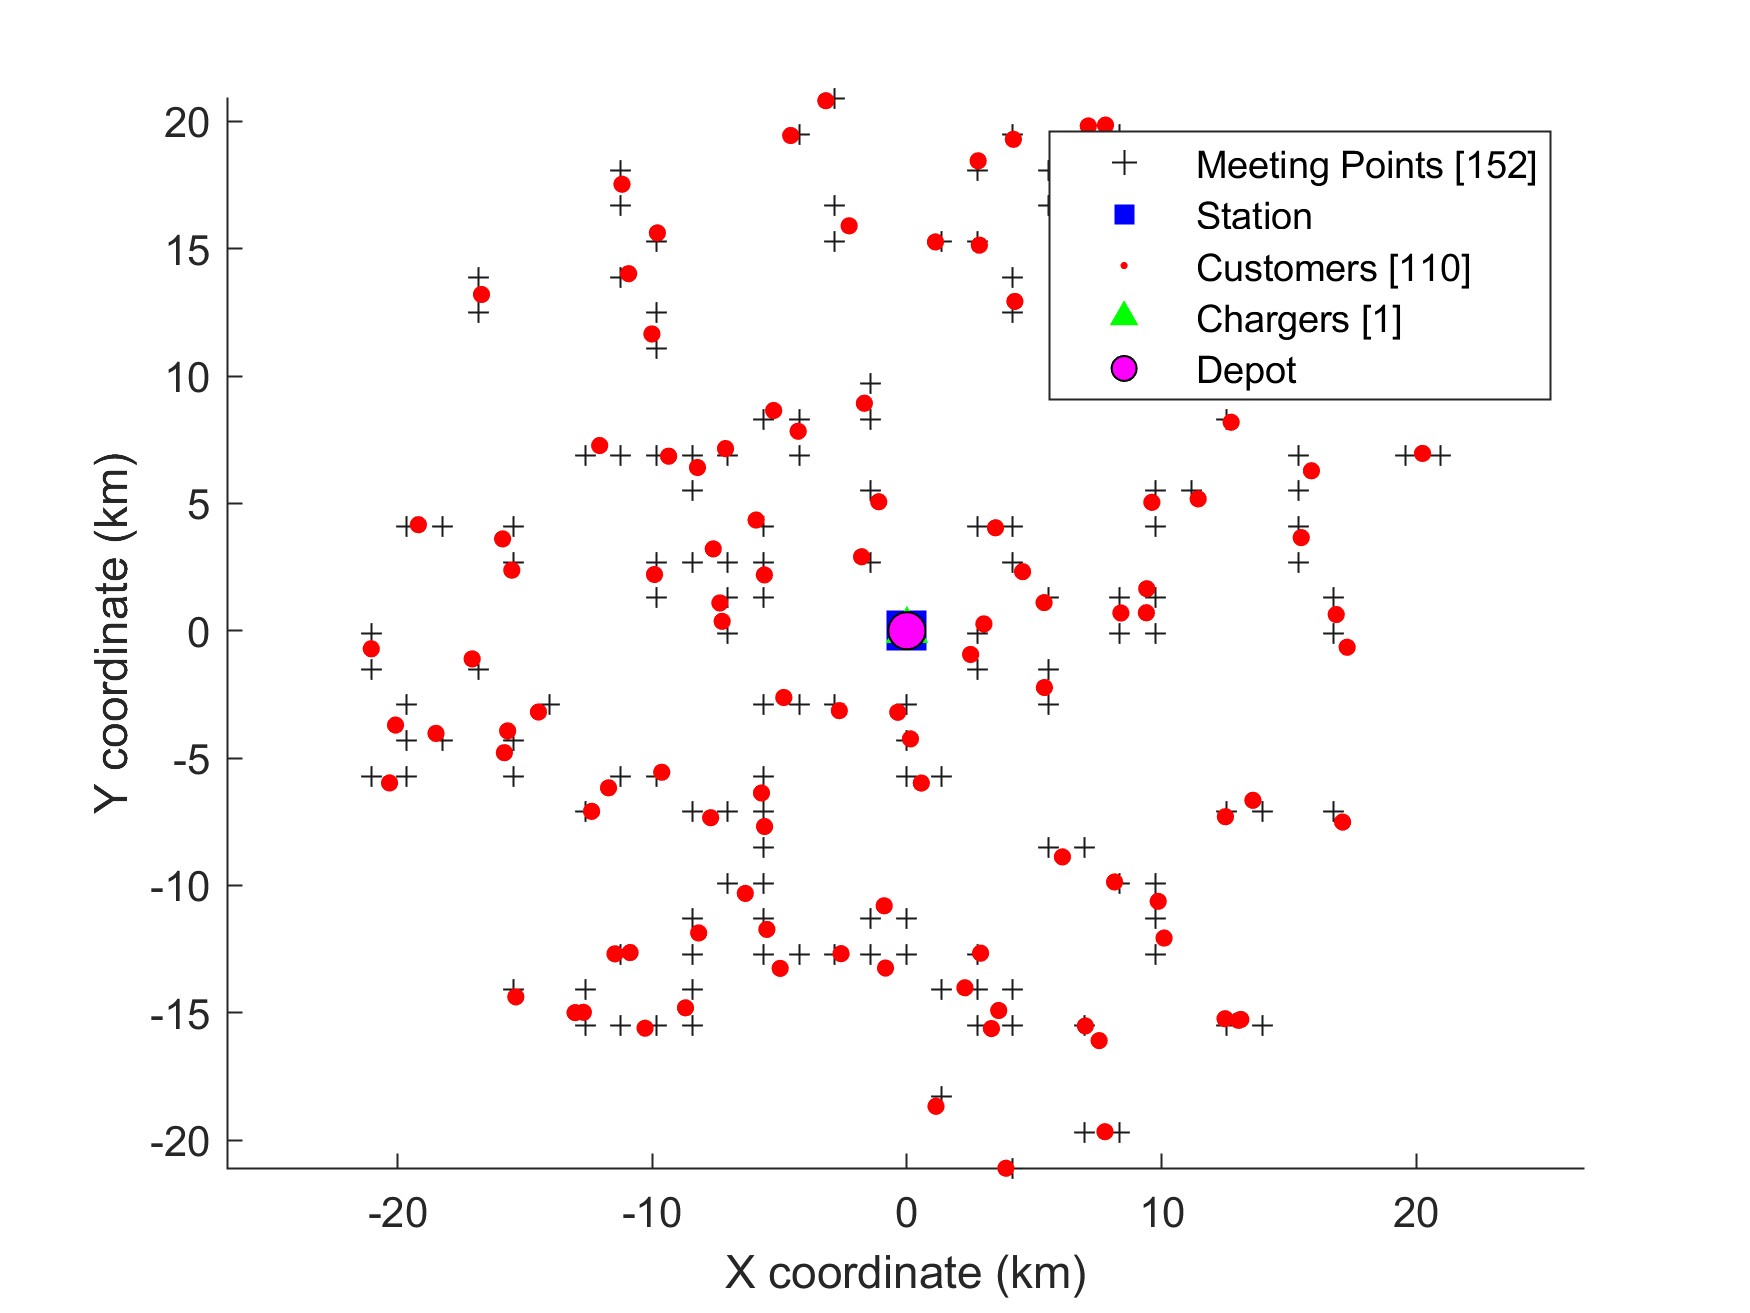 20
15
10
5
0
-5
-10
-15
-20
Y coordinate (km)
Meeting Points [152]
Station
Customers [110]
Chargers [1]
Depot
-20 -10 0 10 20
X coordinate (km)